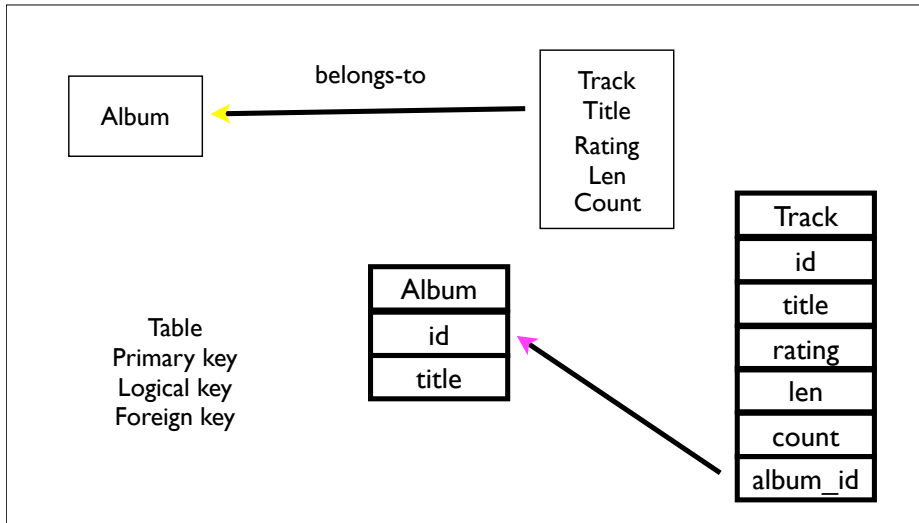 belongs-to
Album
Track
Title
Rating
Len
Count
Table
Primary key
Logical key
Foreign key
Album
id
title
Track
id
title
rating
len
count
album_id